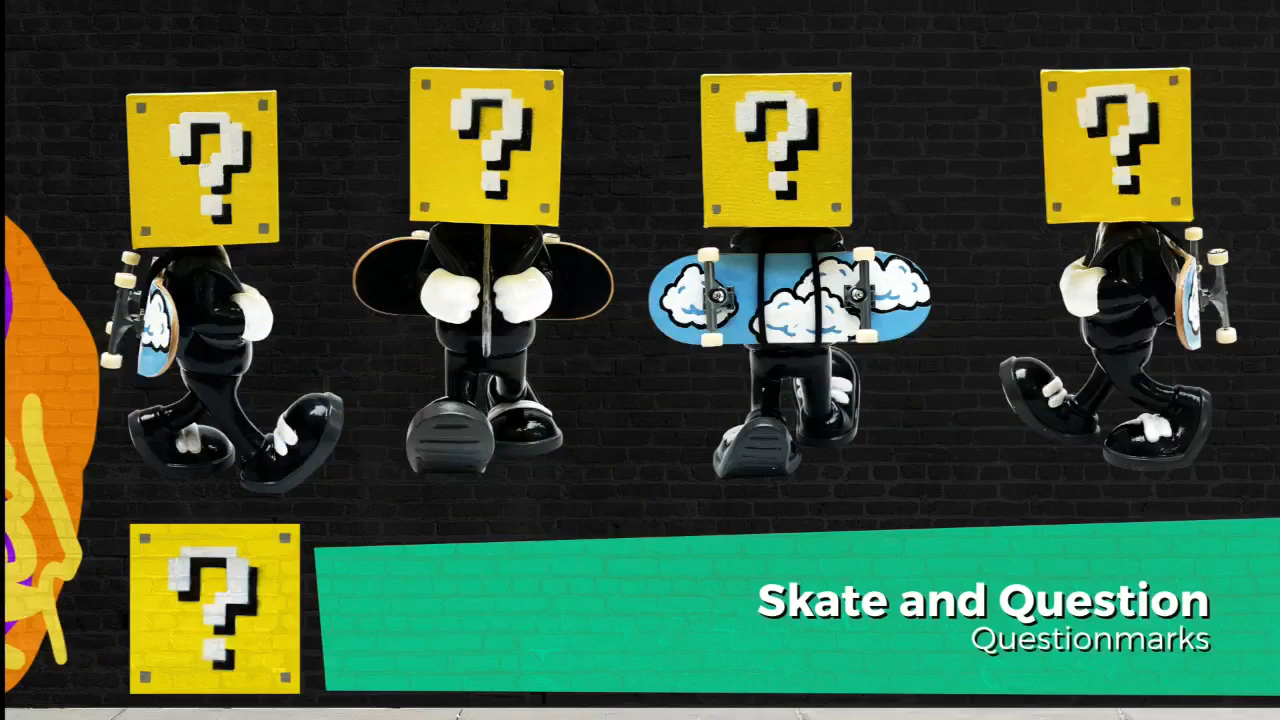 ? ? ? ?
?
Skate and Question
Questionmarks